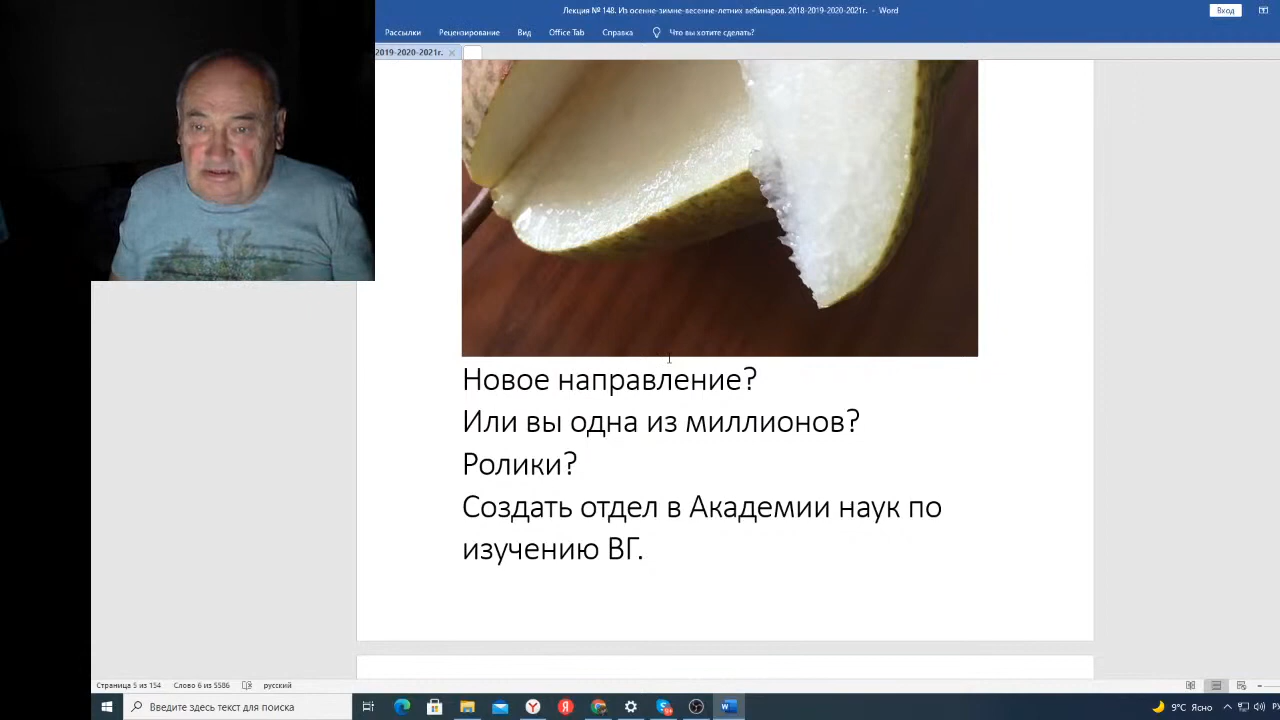 Лекция № 148. Из осенне-зимне-весенне-летних вебинаров. 2018-2019-2020-2021г. - Word
Вход
Рассылки Рецензирование Вид Office Tab Справка Что вы хотите сделать?
2019-2020-2021г.
Новое направление?
Или вы одна из миллионов?
Ролики?
Создать отдел в Академии наук по
изучению ВГ.
Страница 5 из 154 Слово 6 из 5586 русский
Введите здесь текст для поиска
9°C Ясно